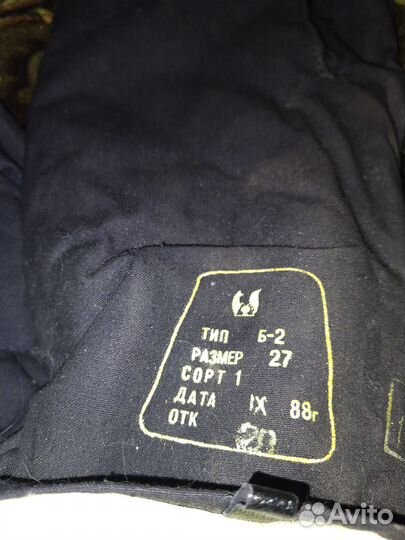 ТИП Б-2
РАЗМЕР 27
СОРТ 1
ДАТА IX 88г
ОТК 20
Avito